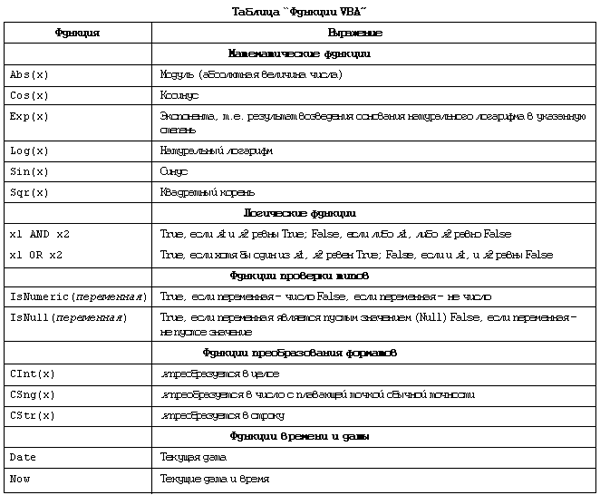 Таблица "Функции VBA"
Функция Выражение
Математические функции
Abs(x) Модуль (абсолютная величина числа)
Cos(x) Косинус
Exp(x) Экспонента, т.е. результат возведения основания натурального логарифма в указанную
степень
Log(x) Натуральный логарифм
Sin(x) Синус
Sqr(x) Квадратный корень
Логические функции
x1 AND x2 True, если x1 и x2 равны True; False, если либо x1, либо x2 равно False
x1 OR x2 True, если хотя бы один из x1, x2 равен True; False, если и x1, и x2 равны False
Функции проверки типов
IsNumeric(переменная) True, если переменная – число False, если переменная – не число
IsNull(переменная) True, если переменная является пустым значением (Null) False, если переменная –
не пустое значение
Функции преобразования форматов
CInt(x) x преобразуется в целое
CSng(x) x преобразуется в число с плавающей точкой обычной точности
CStr(x) x преобразуется в строку
Функции времени и даты
Date Текущая дата
Now Текущие дата и время